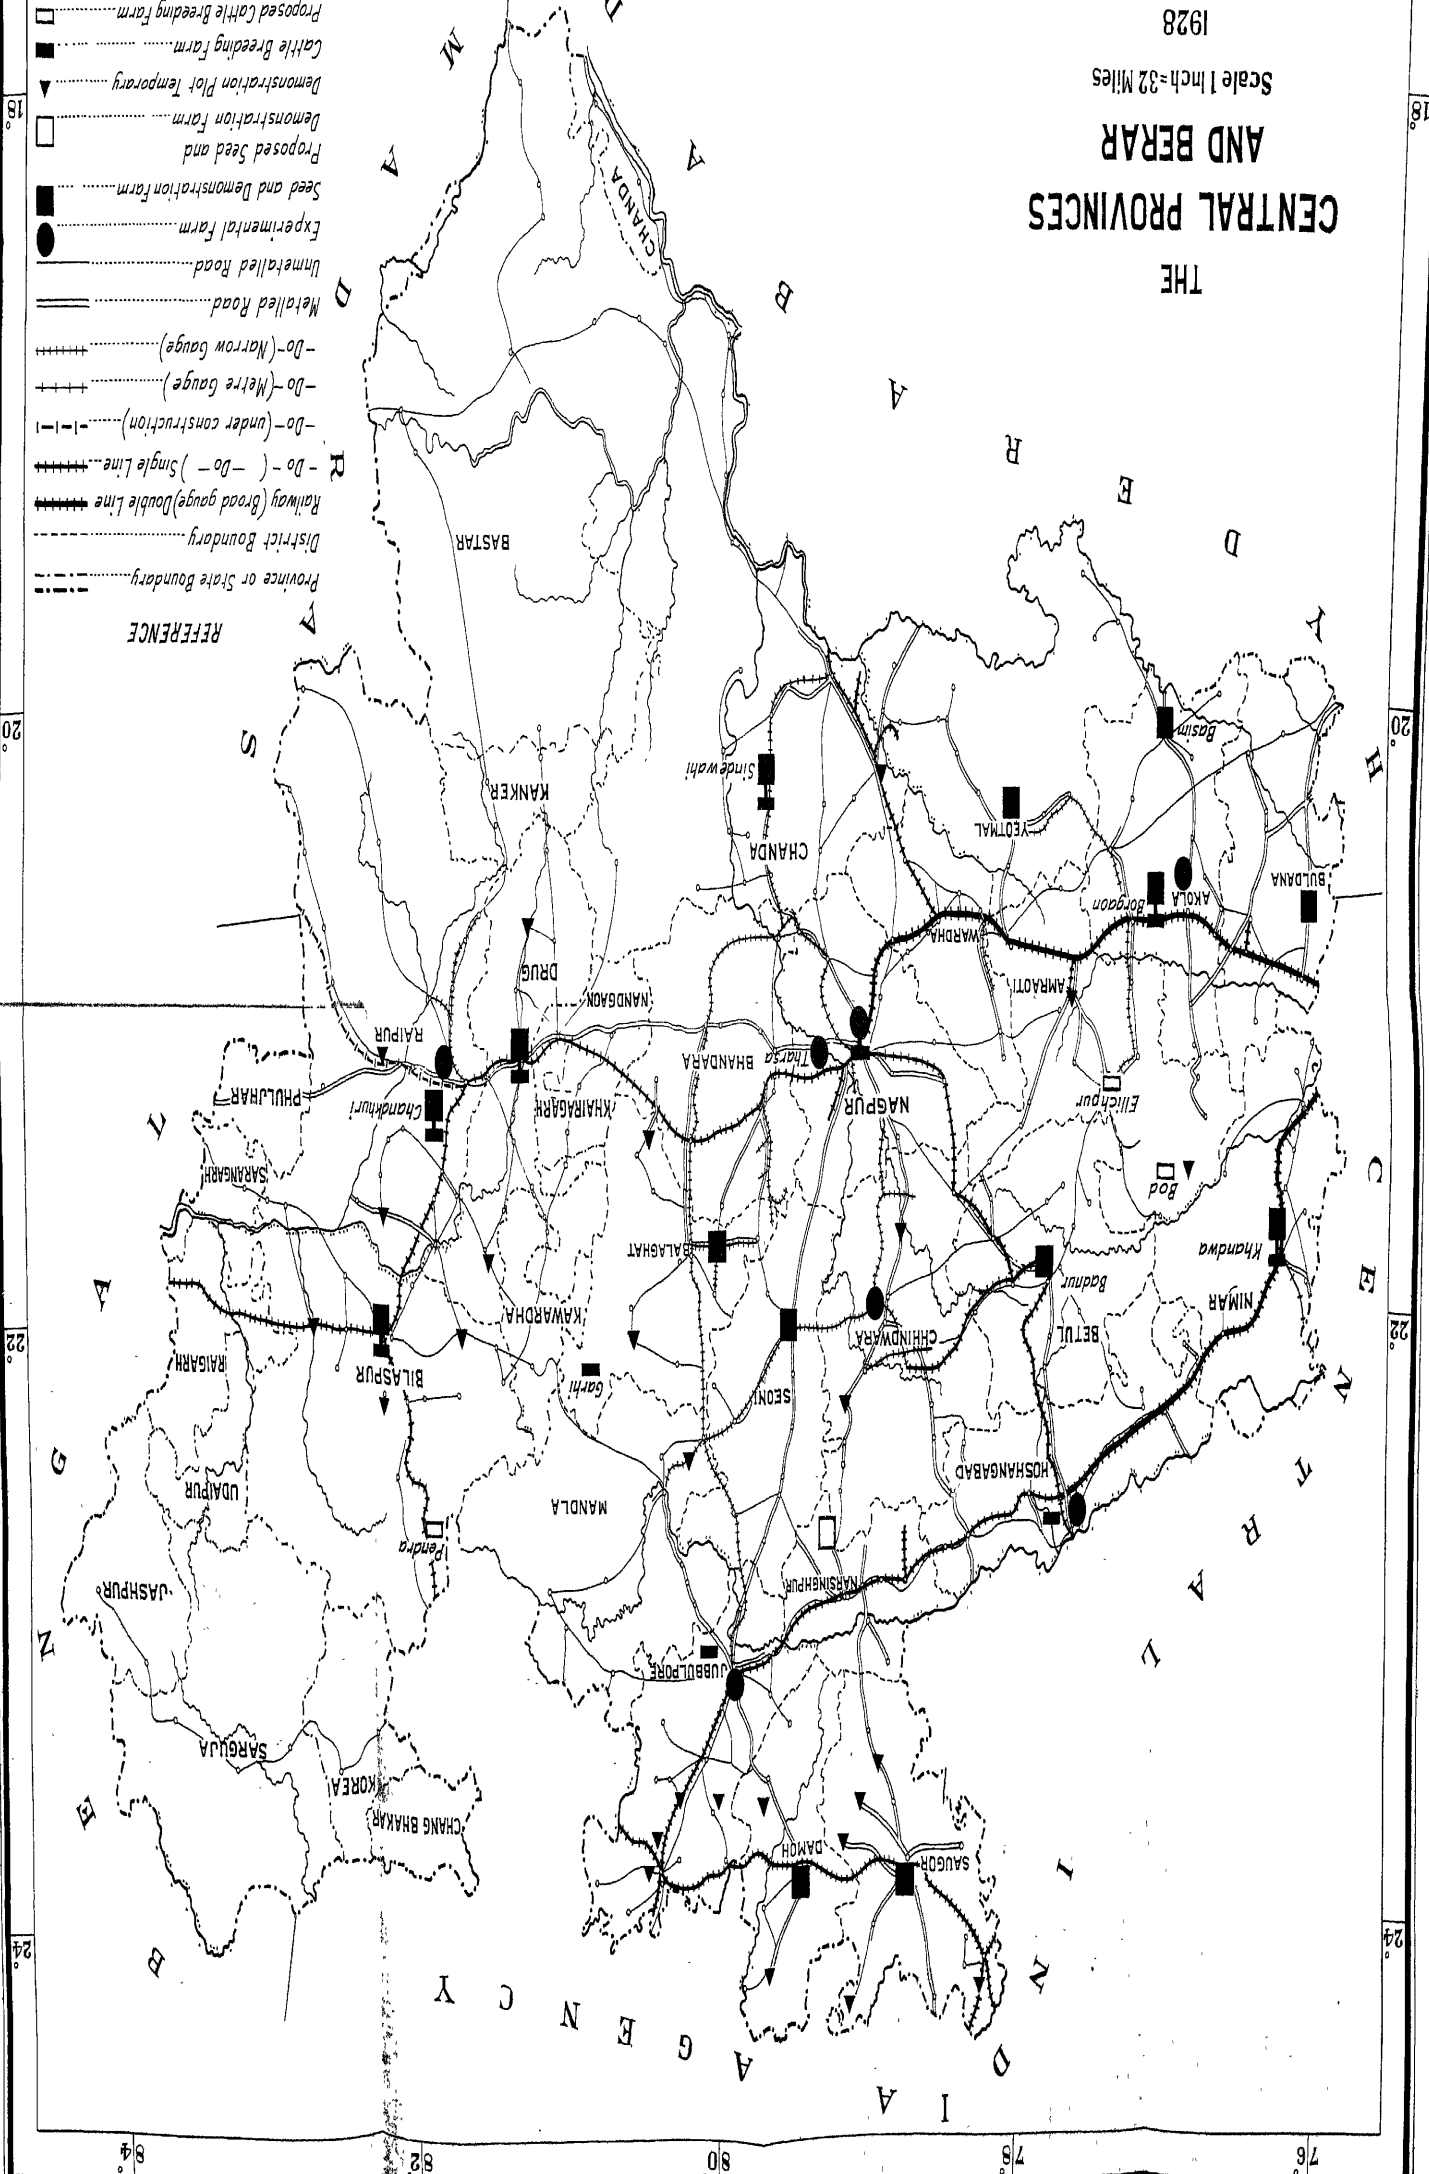 76°
78°
80
82
84°
24°
24°
22°
22°
20°
20°
18°
18°
CENTRAL INDIA AGENCY
BENGAL
MADRAS
HYDERABAD
SAUGOR
DAMOH
CHANG BHAKAR
KOREA
SARGUJA
JUBBULPORE
NARSINGHPUR
JASHPUR
Pendra
MANDLA
UDAIPUR
HOSHANGABAD
SEONI
Garhi
BILASPUR
RAIGARH
BETUL
CHHINDWARA
KAWARDHA
NIMAR
Badnur
Khandwa
BALAGHAT
Bod
SARANGARH
Ellichpur
NAGPUR
KHAIRAGARH
Chandkhuri
PHULJHAR
Tharsa
BHANDARA
RAIPUR
AMRAOTI
NANDGAON
DRUG
WARDHA
Borgaon
AKOLA
BULDANA
CHANDA
YEOTMAL
Sindewahi
KANKER
Basim
BASTAR
CHANDA
THE
CENTRAL PROVINCES
AND BERAR
Scale 1 Inch=32 Miles
1928
REFERENCE
Province or State Boundary
District Boundary
Railway (Broad gauge) Double Line
-Do- ( -Do- ) Single Line
-Do- (under construction)
-Do- (Metre Gauge)
-Do- (Narrow Gauge)
Metalled Road
Unmetalled Road
Experimental Farm
Seed and Demonstration Farm
Proposed Seed and
Demonstration Farm
Demonstration Plot Temporary
Cattle Breeding Farm
Proposed Cattle Breeding Farm